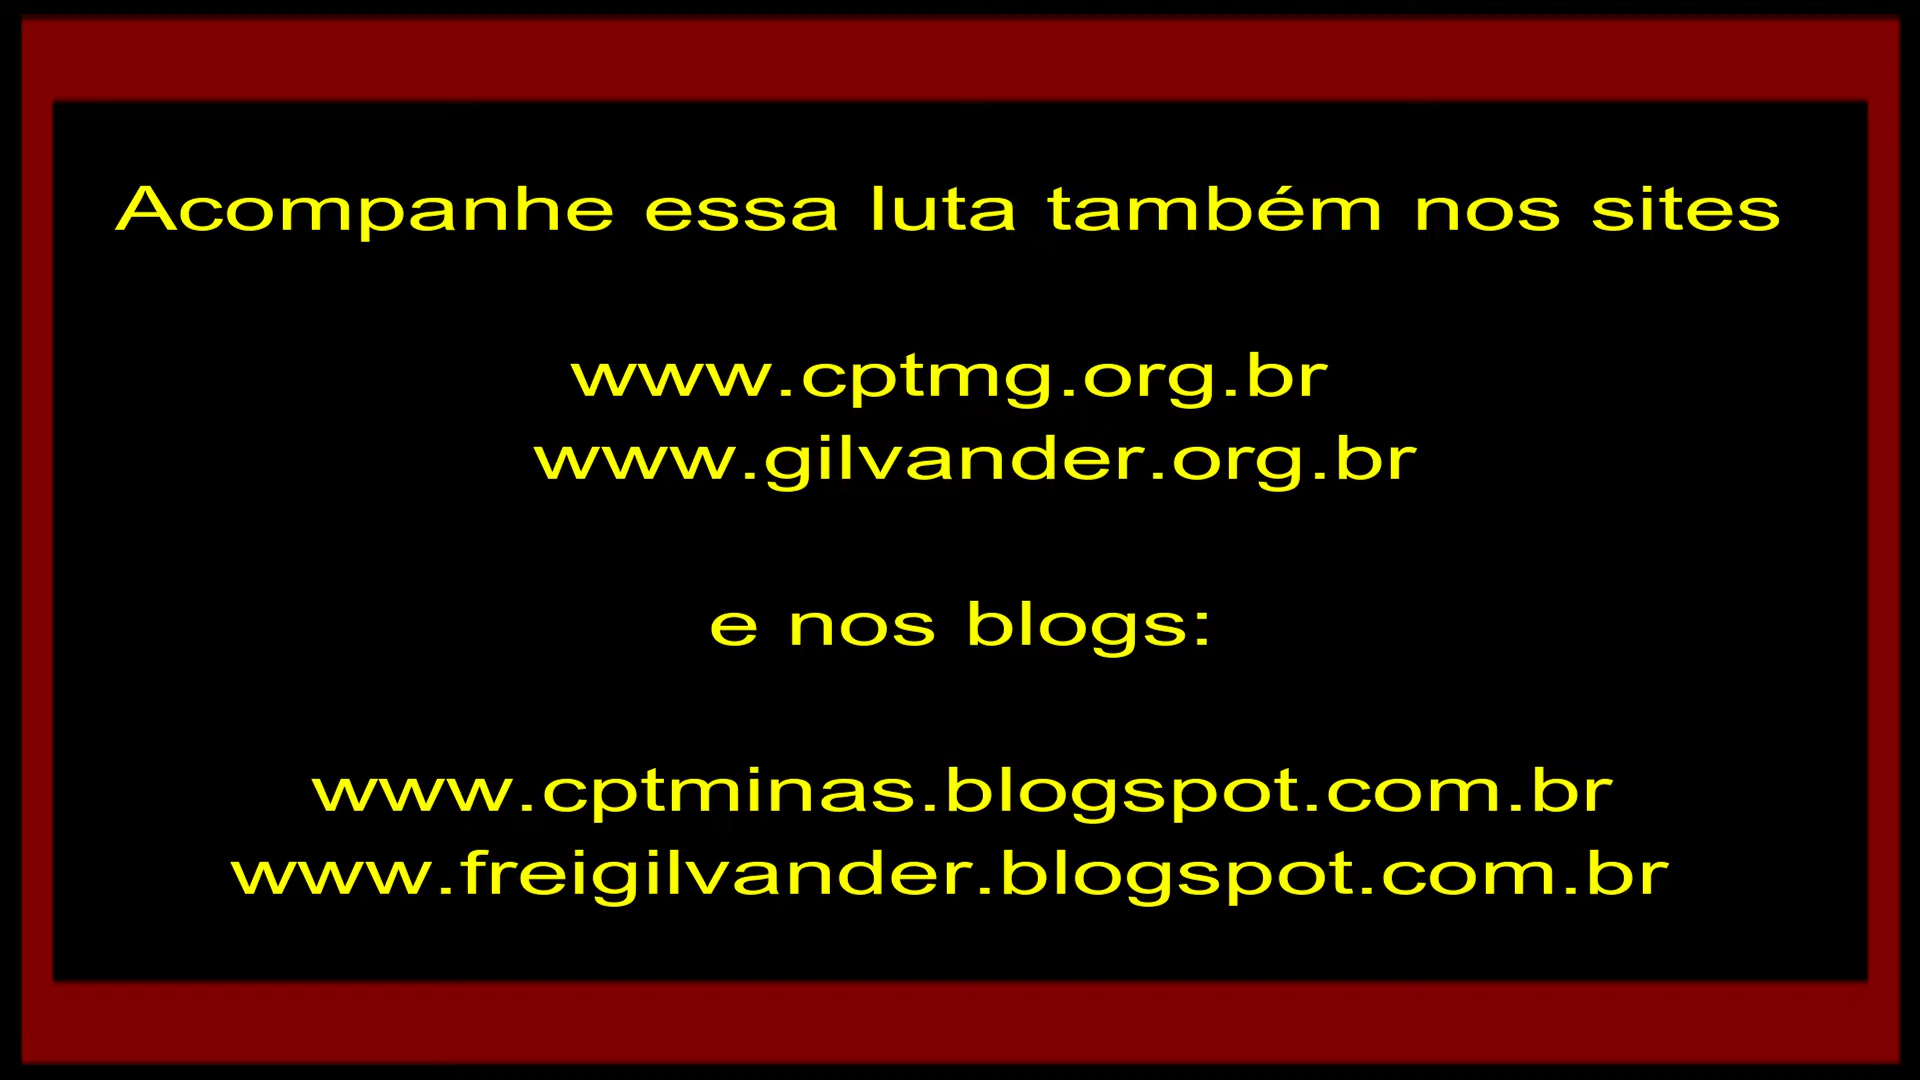 Acompanhe essa luta também nos sites
www.cptmg.org.br
www.gilvander.org.br
e nos blogs:
www.cptminas.blogspot.com.br
www.freigilvander.blogspot.com.br